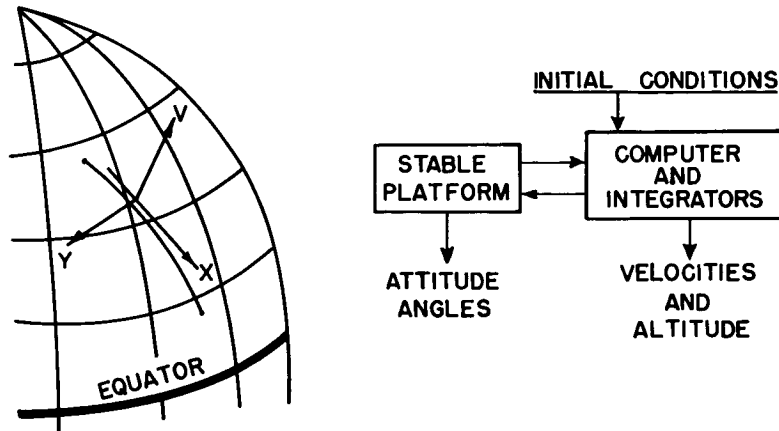 V
Y
X
EQUATOR
INITIAL CONDITIONS
STABLE
PLATFORM
COMPUTER
AND
INTEGRATORS
ATTITUDE
ANGLES
VELOCITIES
AND
ALTITUDE